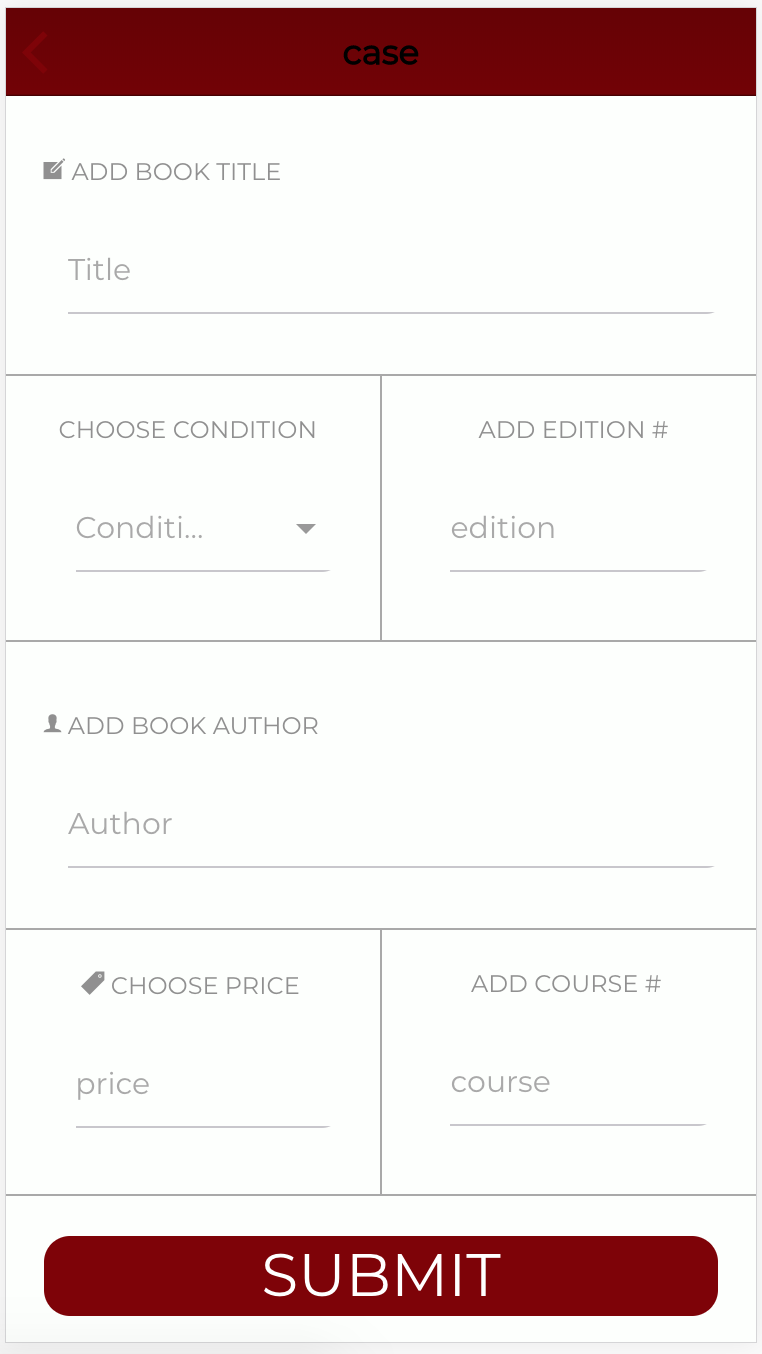 case
ADD BOOK TITLE
Title
CHOOSE CONDITION
Conditi...
ADD EDITION #
edition
ADD BOOK AUTHOR
Author
CHOOSE PRICE
price
ADD COURSE #
course
SUBMIT